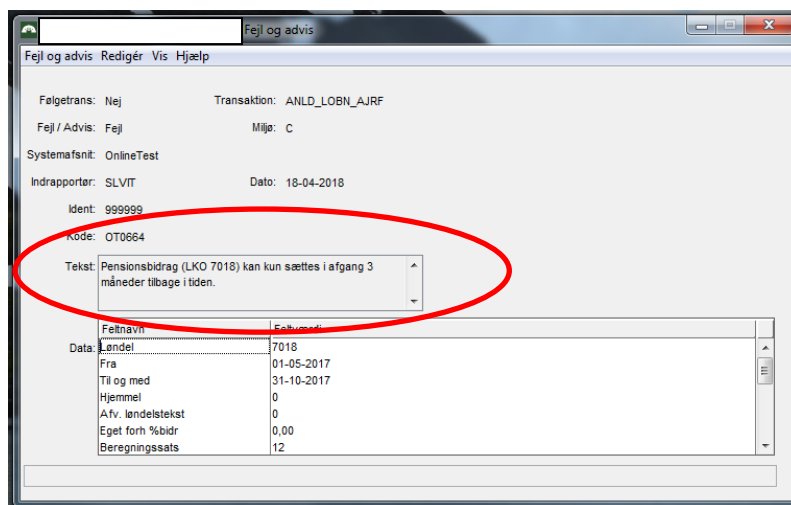 Fejl og advis
Fejl og advis Redigér Vis Hjælp
Følgetrans: Nej Transaktion: ANLD_LOBN_AJRF
Fejl / Advis: Fejl Miljø: C
Systemafsnit: OnlineTest
Indrapportør: SLVIT Dato: 18-04-2018
Ident: 999999
Kode: OT0664
Tekst: Pensionsbidrag (LKO 7018) kan kun sættes i afgang 3
måneder tilbage i tiden.
Feltnavn Feltværdi
Data: Løndel 7018
Fra 01-05-2017
Til og med 31-10-2017
Hjemmel 0
Afv. løndelstekst 0
Eget forh %bidr 0,00
Beregningssats 12